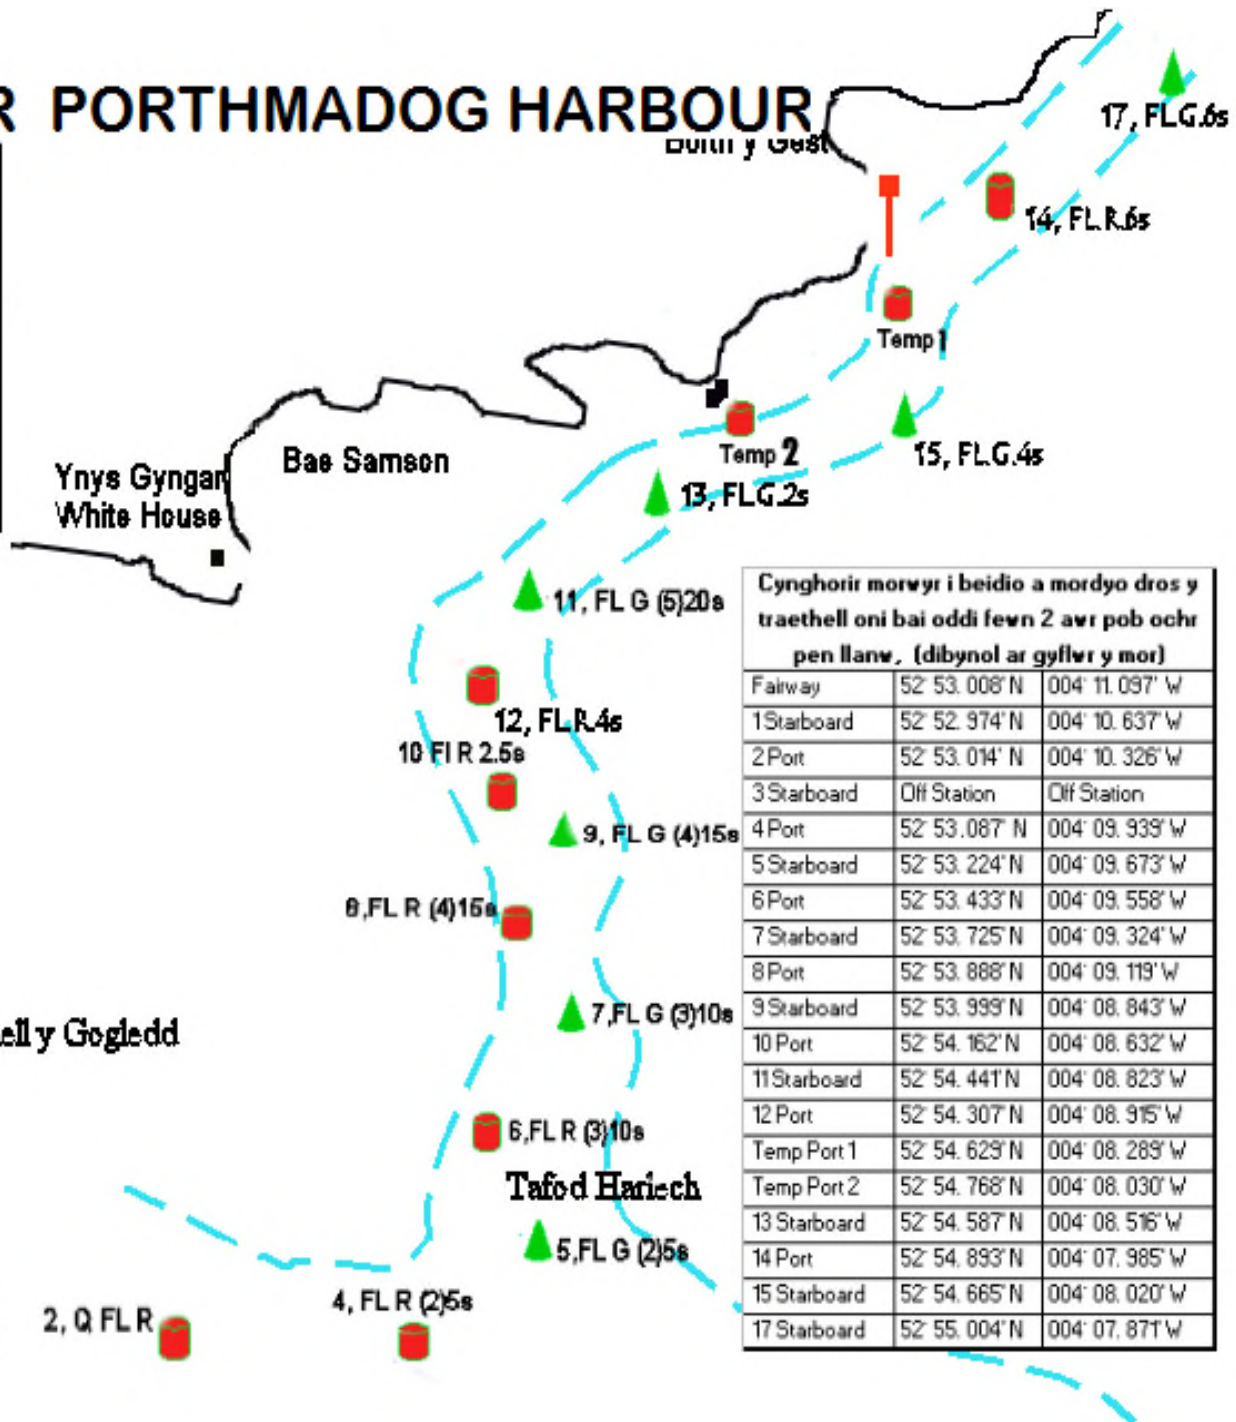 R PORTHMADOG HARBOUR
17, FL.G.6s
14, FL.R.6s
Temp 1
Temp 2
15, FL.G.4s
Bae Samson
Ynys Gyngar
White House
13, FL.G.2s
11, FL G (5)20s
12, FL.R.4s
10 Fl R 2.5s
9, FL G (4)15s
8,FL R (4)15s
7,FL G (3)10s
ell y Gogledd
6,FL R (3)10s
Tafod Harlech
5,FL G (2)5s
4, FL R (2)5s
2, Q FL R
Cynghorir morwyr i beidio a mordyo dros y
traethell oni bai oddi fewn 2 awr pob ochr
pen llanw, (dibynol ar gyflwr y mor)
Fairway 52° 53. 008' N 004° 11. 097' W
1 Starboard 52° 52. 974' N 004° 10. 637' W
2 Port 52° 53. 014' N 004° 10. 326' W
3 Starboard Off Station Off Station
4 Port 52° 53.087' N 004° 09. 939' W
5 Starboard 52° 53. 224' N 004° 09. 673' W
6 Port 52° 53. 433' N 004° 09. 558' W
7 Starboard 52° 53. 725' N 004° 09. 324' W
8 Port 52° 53. 888' N 004° 09. 119' W
9 Starboard 52° 53. 999' N 004° 08. 843' W
10 Port 52° 54. 162' N 004° 08. 632' W
11 Starboard 52° 54. 441' N 004° 08. 823' W
12 Port 52° 54. 307' N 004° 08. 915' W
Temp Port 1 52° 54. 629' N 004° 08. 289' W
Temp Port 2 52° 54. 768' N 004° 08. 030' W
13 Starboard 52° 54. 587' N 004° 08. 516' W
14 Port 52° 54. 893' N 004° 07. 985' W
15 Starboard 52° 54. 665' N 004° 08. 020' W
17 Starboard 52° 55. 004' N 004° 07. 871' W